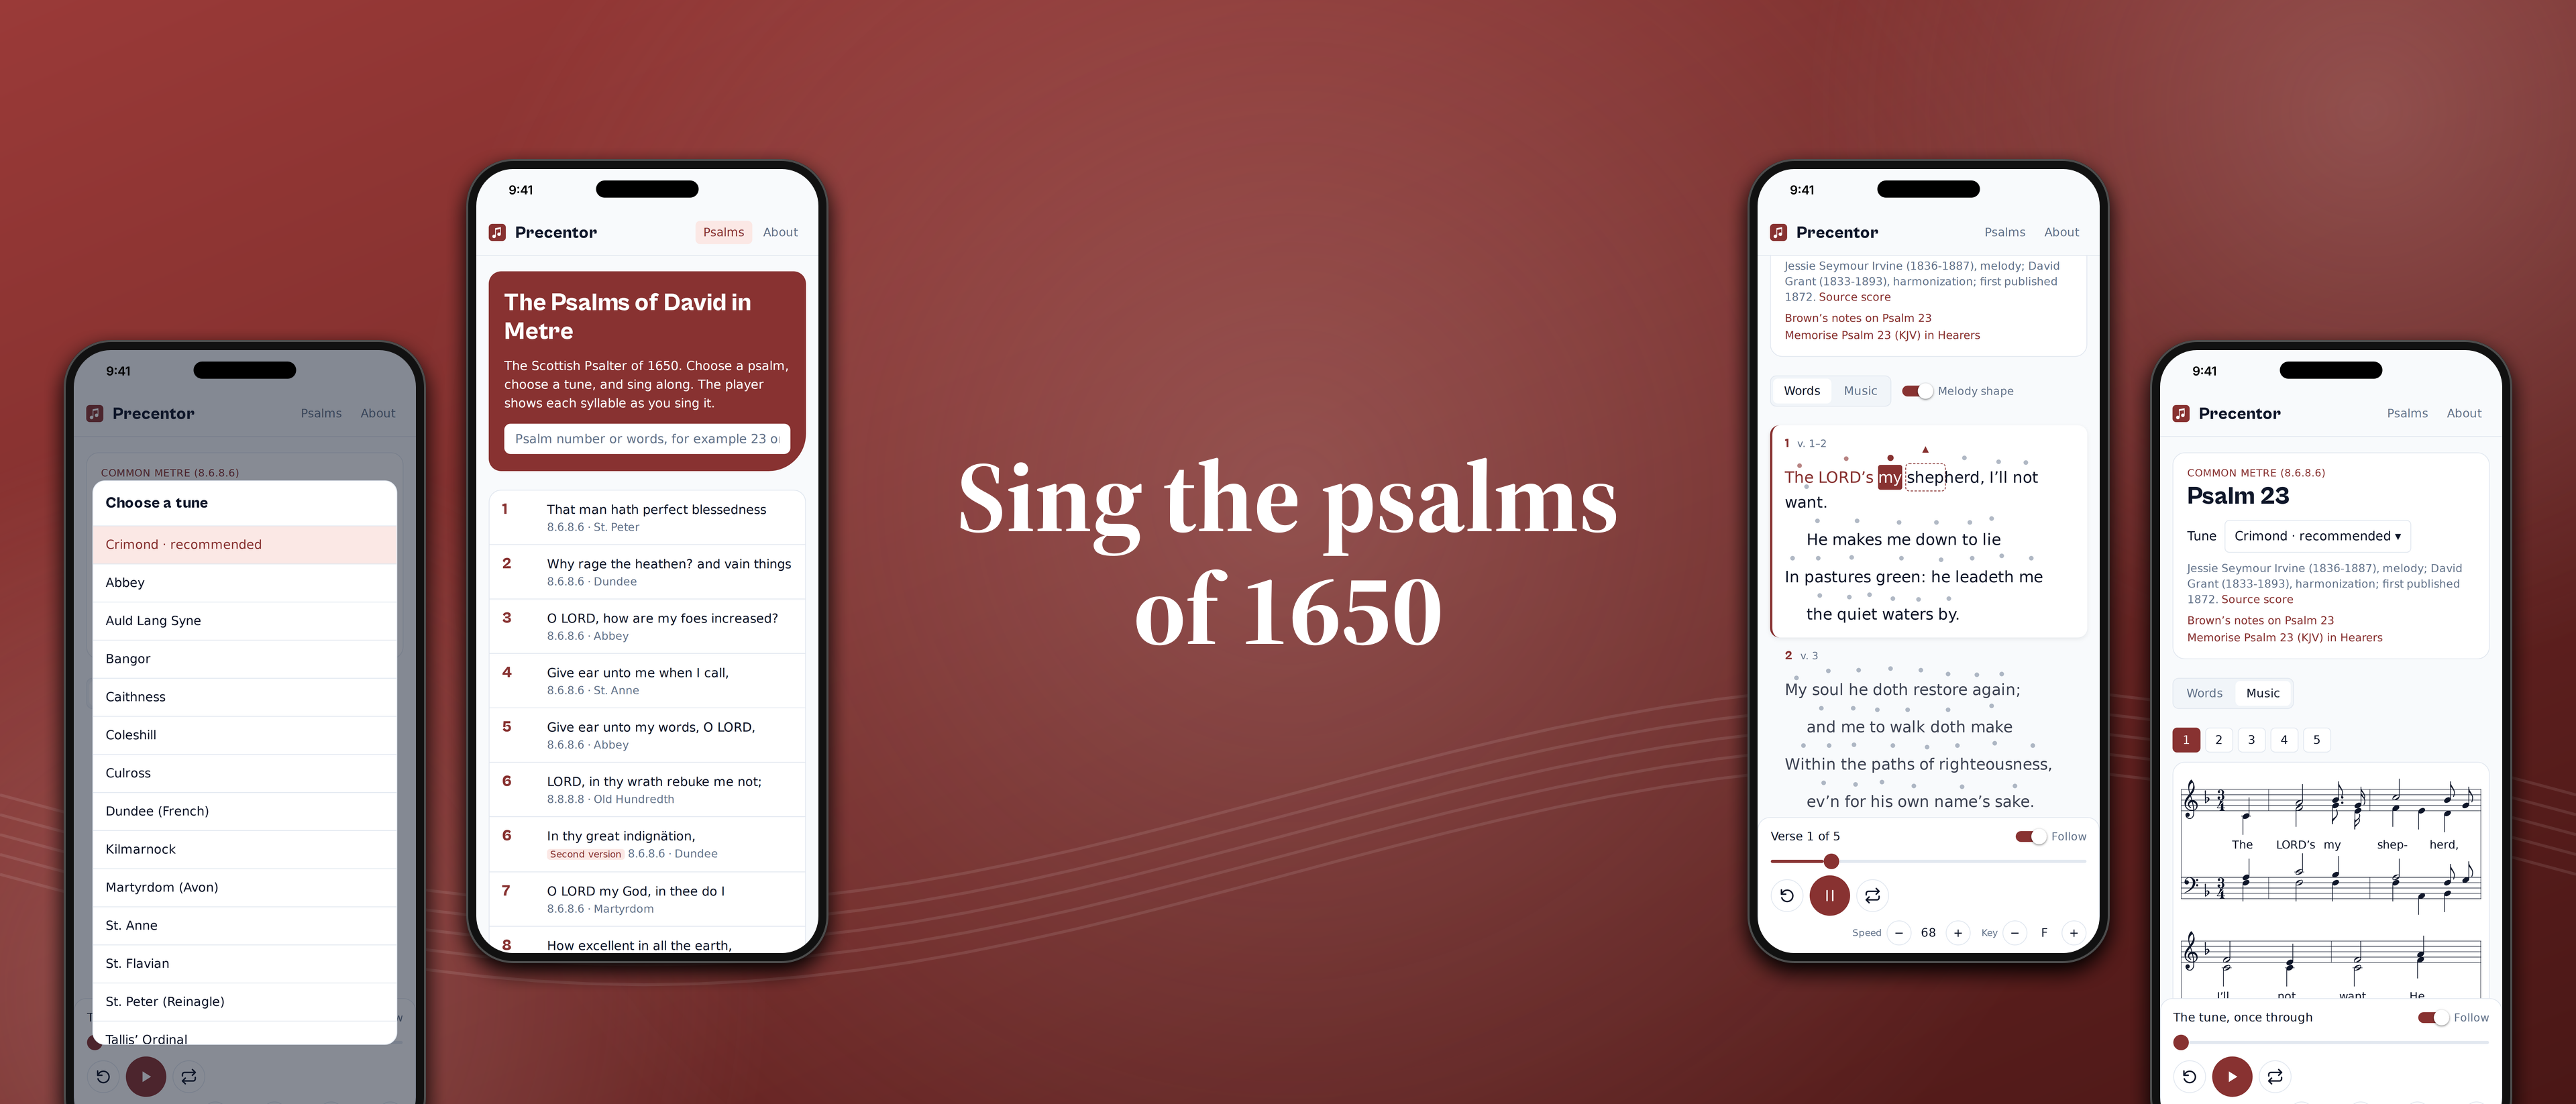 9:41
Precentor
Psalms
About
COMMON METRE (8.6.8.6)
Choose a tune
Crimond · recommended
Abbey
Auld Lang Syne
Bangor
Caithness
Coleshill
Culross
Dundee (French)
Kilmarnock
Martyrdom (Avon)
St. Anne
St. Flavian
St. Peter (Reinagle)
Tallis’ Ordinal
9:41
Precentor
Psalms
About
The Psalms of David in
Metre
The Scottish Psalter of 1650. Choose a psalm,
choose a tune, and sing along. The player
shows each syllable as you sing it.
Psalm number or words, for example 23 or
1
That man hath perfect blessedness
8.6.8.6 · St. Peter
2
Why rage the heathen? and vain things
8.6.8.6 · Dundee
3
O LORD, how are my foes increased?
8.6.8.6 · Abbey
4
Give ear unto me when I call,
8.6.8.6 · St. Anne
5
Give ear unto my words, O LORD,
8.6.8.6 · Abbey
6
LORD, in thy wrath rebuke me not;
8.8.8.8 · Old Hundredth
6
In thy great indignätion,
Second version 8.6.8.6 · Dundee
7
O LORD my God, in thee do I
8.6.8.6 · Martyrdom
8
How excellent in all the earth,
Sing the psalms
of 1650
9:41
Precentor
Psalms
About
Jessie Seymour Irvine (1836-1887), melody; David
Grant (1833-1893), harmonization; first published
1872. Source score
Brown’s notes on Psalm 23
Memorise Psalm 23 (KJV) in Hearers
Words
Music
Melody shape
1 v. 1–2
The LORD’s my shepherd, I’ll not
want.
He makes me down to lie
In pastures green: he leadeth me
the quiet waters by.
2 v. 3
My soul he doth restore again;
and me to walk doth make
Within the paths of righteousness,
ev’n for his own name’s sake.
Verse 1 of 5
Follow
Speed − 68 + Key − F +
9:41
Precentor
Psalms
About
COMMON METRE (8.6.8.6)
Psalm 23
Tune
Crimond · recommended ▾
Jessie Seymour Irvine (1836-1887), melody; David
Grant (1833-1893), harmonization; first published
1872. Source score
Brown’s notes on Psalm 23
Memorise Psalm 23 (KJV) in Hearers
Words
Music
1 2 3 4 5
The LORD’s my shep- herd,
I’ll not want. He
The tune, once through
Follow